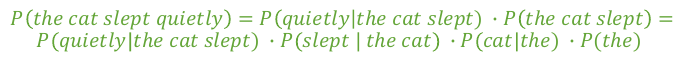 P(the cat slept quietly) = P(quietly|the cat slept) · P(the cat slept) =
P(quietly|the cat slept) · P(slept | the cat) · P(cat|the) · P(the)